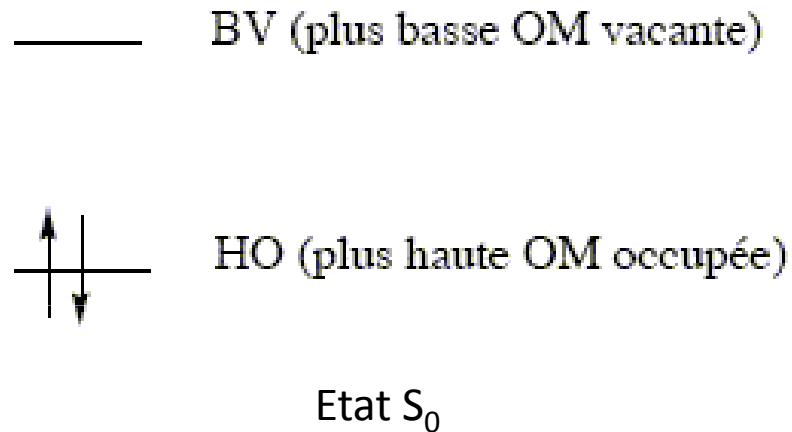 BV (plus basse OM vacante)
HO (plus haute OM occupée)
Etat S₀